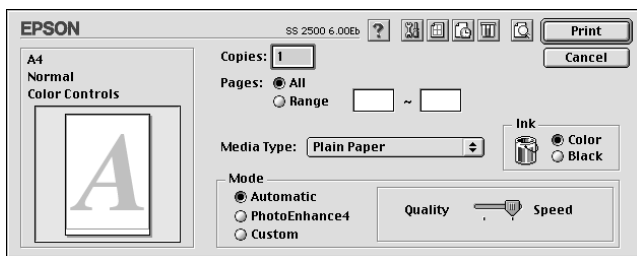 EPSON
SS 2500 6.00Eb
?
Print
Cancel
A4
Normal
Color Controls
A
Copies: 1
Pages: All
Range ~
Media Type: Plain Paper
Ink
Color
Black
Mode
Automatic
PhotoEnhance4
Custom
Quality Speed